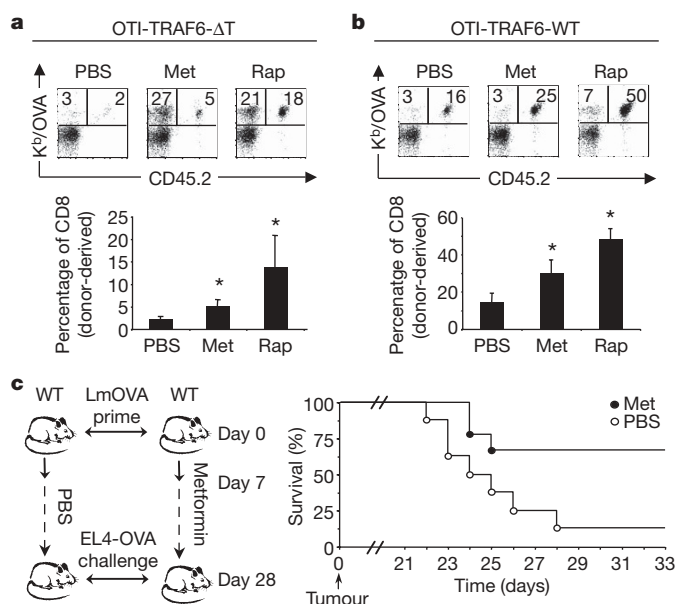 a
OTI-TRAF6-ΔT
PBS Met Rap
3 2 27 5 21 18
Kb/OVA
CD45.2
25
20
15
10
5
0
Percentage of CD8
(donor-derived)
* *
PBS Met Rap
b
OTI-TRAF6-WT
PBS Met Rap
3 16 3 25 7 50
Kb/OVA
CD45.2
60
40
20
Percenatge of CD8
(donor-derived)
* *
PBS Met Rap
c
WT LmOVA WT
prime
Day 0
Day 7
PBS
Metformin
EL4-OVA
challenge
Day 28
100
75
50
25
0
Survival (%)
Met
PBS
0 21 23 25 27 29 31 33
Time (days)
Tumour